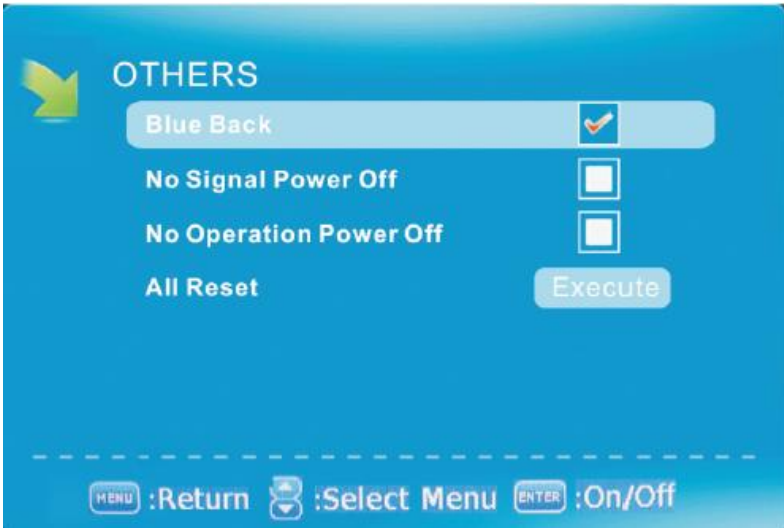 OTHERS
Blue Back
No Signal Power Off
No Operation Power Off
All Reset Execute
MENU :Return :Select Menu ENTER :On/Off